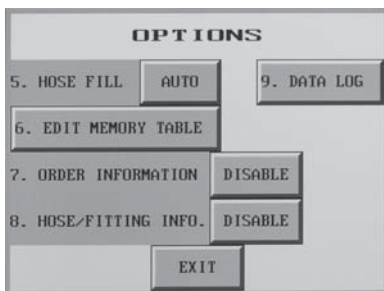 OPTIONS
5. HOSE FILL AUTO 9. DATA LOG
6. EDIT MEMORY TABLE
7. ORDER INFORMATION DISABLE
8. HOSE/FITTING INFO. DISABLE
EXIT